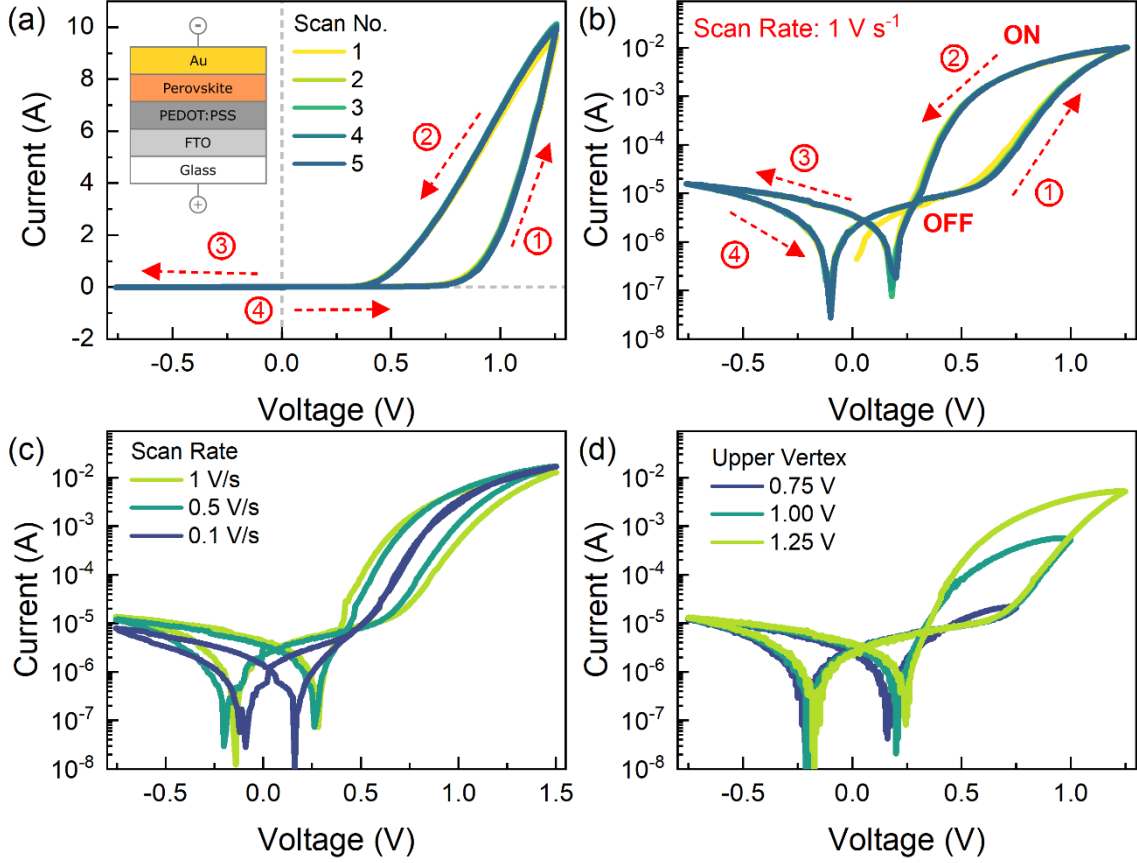 (a)
Current (A)
10
8
6
4
2
0
-2
-0.5
0.0
0.5
1.0
Voltage (V)
⊖
Au
Perovskite
PEDOT:PSS
FTO
Glass
⊕
Scan No.
1
2
3
4
5
②
①
③
④
(b)
Current (A)
10⁻²
10⁻³
10⁻⁴
10⁻⁵
10⁻⁶
10⁻⁷
10⁻⁸
-0.5
0.0
0.5
1.0
Voltage (V)
Scan Rate: 1 V s⁻¹
ON
②
③
①
OFF
④
(c)
Current (A)
10⁻²
10⁻³
10⁻⁴
10⁻⁵
10⁻⁶
10⁻⁷
10⁻⁸
-0.5
0.0
0.5
1.0
1.5
Voltage (V)
Scan Rate
1 V/s
0.5 V/s
0.1 V/s
(d)
Current (A)
10⁻²
10⁻³
10⁻⁴
10⁻⁵
10⁻⁶
10⁻⁷
10⁻⁸
-0.5
0.0
0.5
1.0
Voltage (V)
Upper Vertex
0.75 V
1.00 V
1.25 V